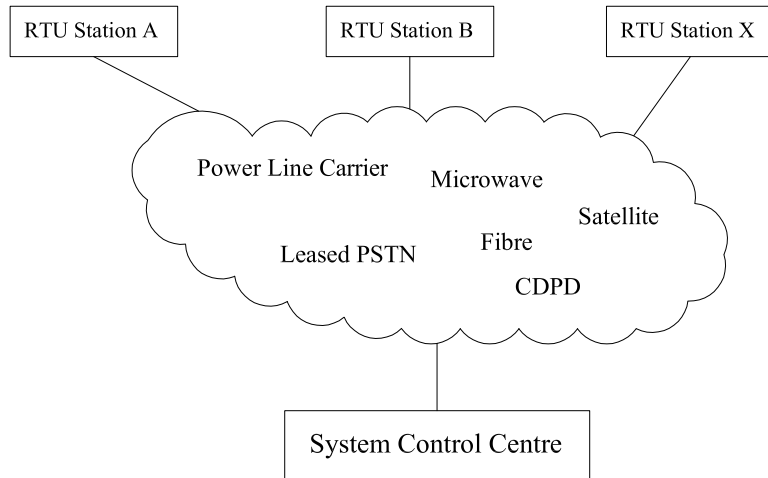 RTU Station A
RTU Station B
RTU Station X
Power Line Carrier
Microwave
Satellite
Fibre
Leased PSTN
CDPD
System Control Centre